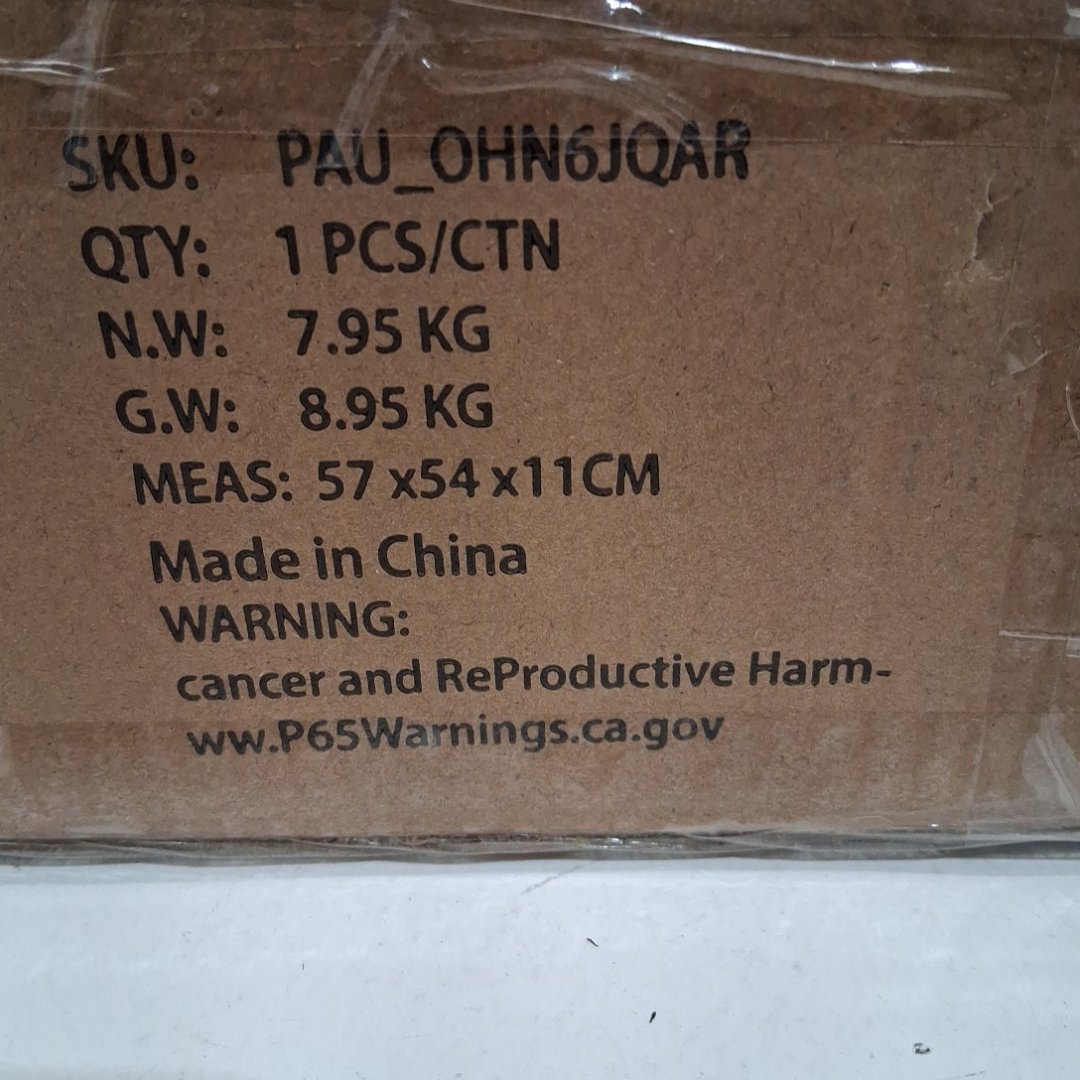 SKU: PAU_OHN6JQAR
QTY: 1 PCS/CTN
N.W: 7.95 KG
G.W: 8.95 KG
MEAS: 57 x54 x11CM
Made in China
WARNING:
cancer and ReProductive Harm-
ww.P65Warnings.ca.gov